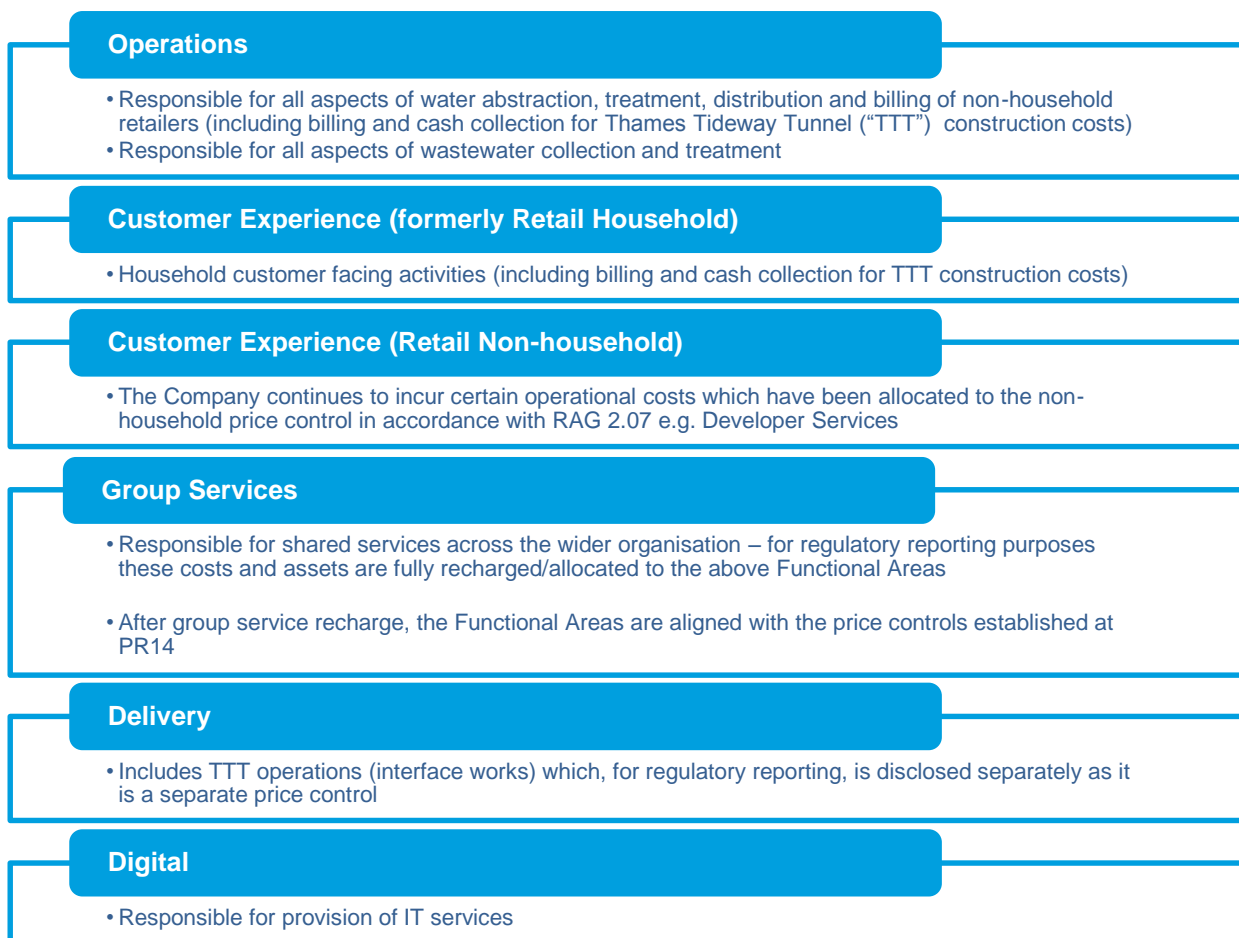 Operations
• Responsible for all aspects of water abstraction, treatment, distribution and billing of non-household
retailers (including billing and cash collection for Thames Tideway Tunnel (“TTT”)  construction costs)
• Responsible for all aspects of wastewater collection and treatment
Customer Experience (formerly Retail Household)
• Household customer facing activities (including billing and cash collection for TTT construction costs)
Customer Experience (Retail Non-household)
• The Company continues to incur certain operational costs which have been allocated to the non-
household price control in accordance with RAG 2.07 e.g. Developer Services
Group Services
• Responsible for shared services across the wider organisation – for regulatory reporting purposes
these costs and assets are fully recharged/allocated to the above Functional Areas
• After group service recharge, the Functional Areas are aligned with the price controls established at
PR14
Delivery
• Includes TTT operations (interface works) which, for regulatory reporting, is disclosed separately as it
is a separate price control
Digital
• Responsible for provision of IT services